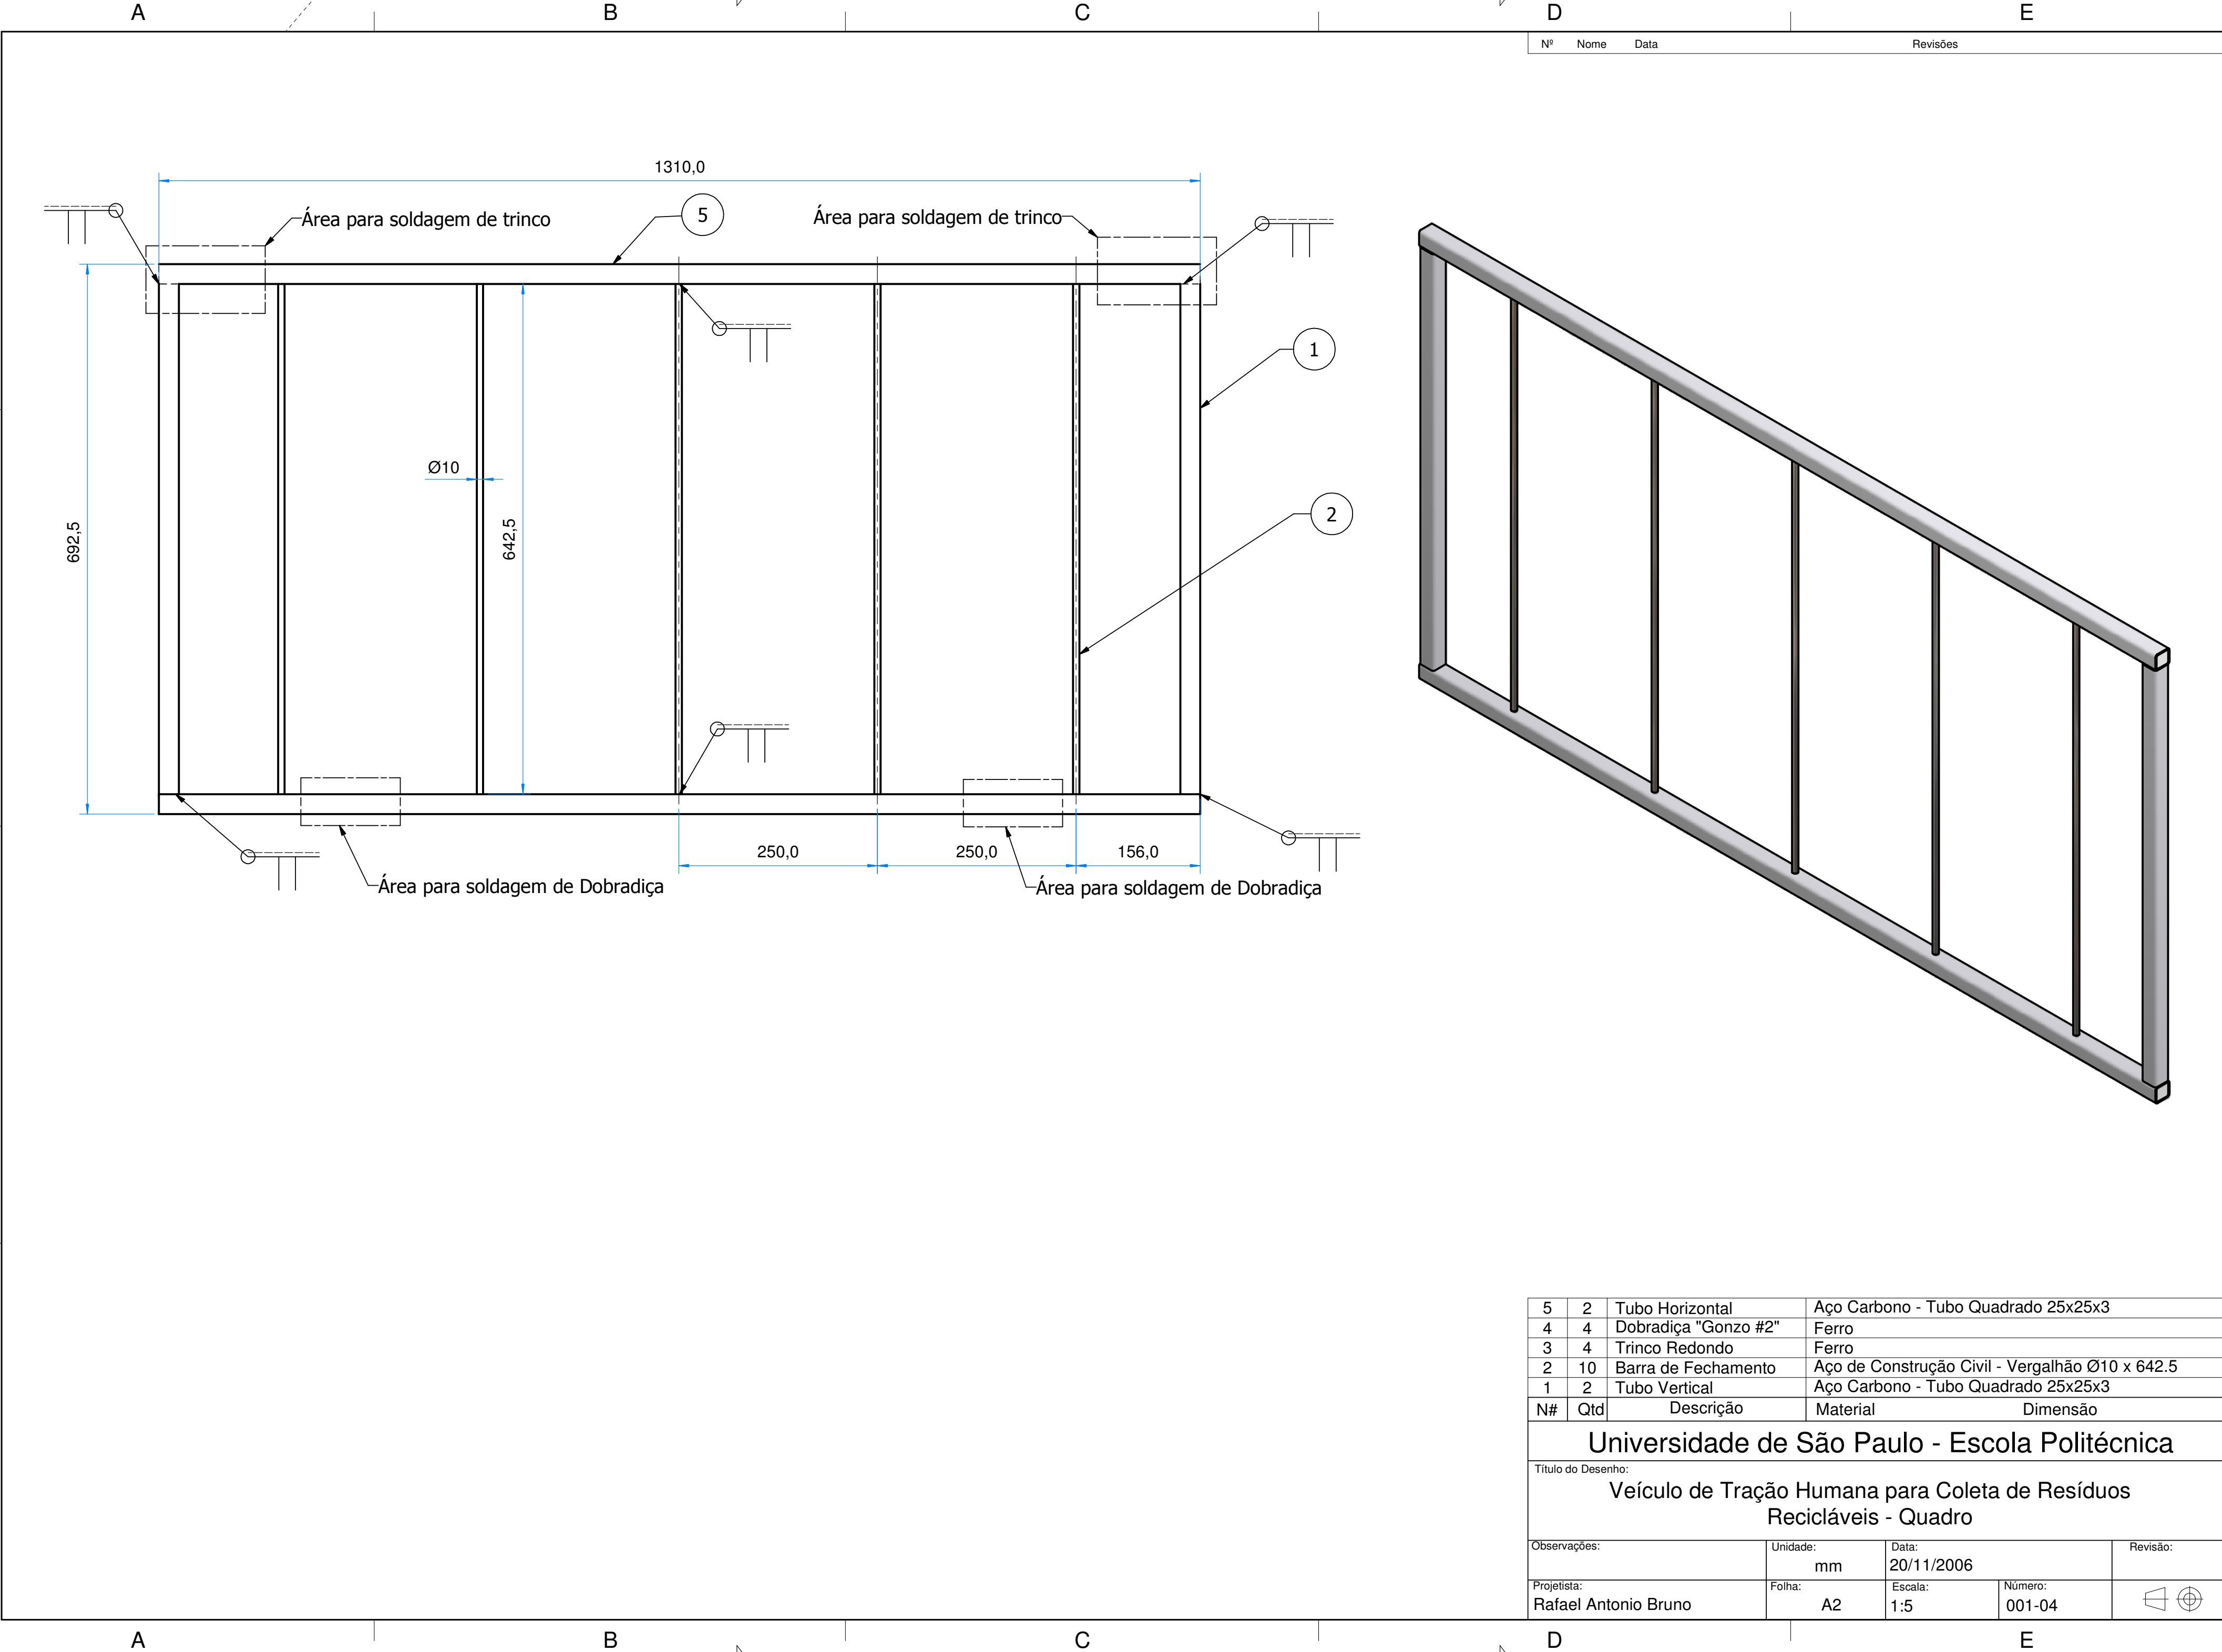 A B C D E
Nº Nome Data Revisões
1310,0
Área para soldagem de trinco
5
Área para soldagem de trinco
1
Ø10
2
692,5
642,5
250,0 250,0 156,0
Área para soldagem de Dobradiça
Área para soldagem de Dobradiça
5 2 Tubo Horizontal Aço Carbono - Tubo Quadrado 25x25x3
4 4 Dobradiça "Gonzo #2" Ferro
3 4 Trinco Redondo Ferro
2 10 Barra de Fechamento Aço de Construção Civil - Vergalhão Ø10 x 642.5
1 2 Tubo Vertical Aço Carbono - Tubo Quadrado 25x25x3
N# Qtd Descrição Material Dimensão
Universidade de São Paulo - Escola Politécnica
Título do Desenho:
Veículo de Tração Humana para Coleta de Resíduos
Recicláveis - Quadro
Observações: Unidade: Data: Revisão:
mm 20/11/2006
Projetista: Folha: Escala: Número:
Rafael Antonio Bruno A2 1:5 001-04
A B C D E